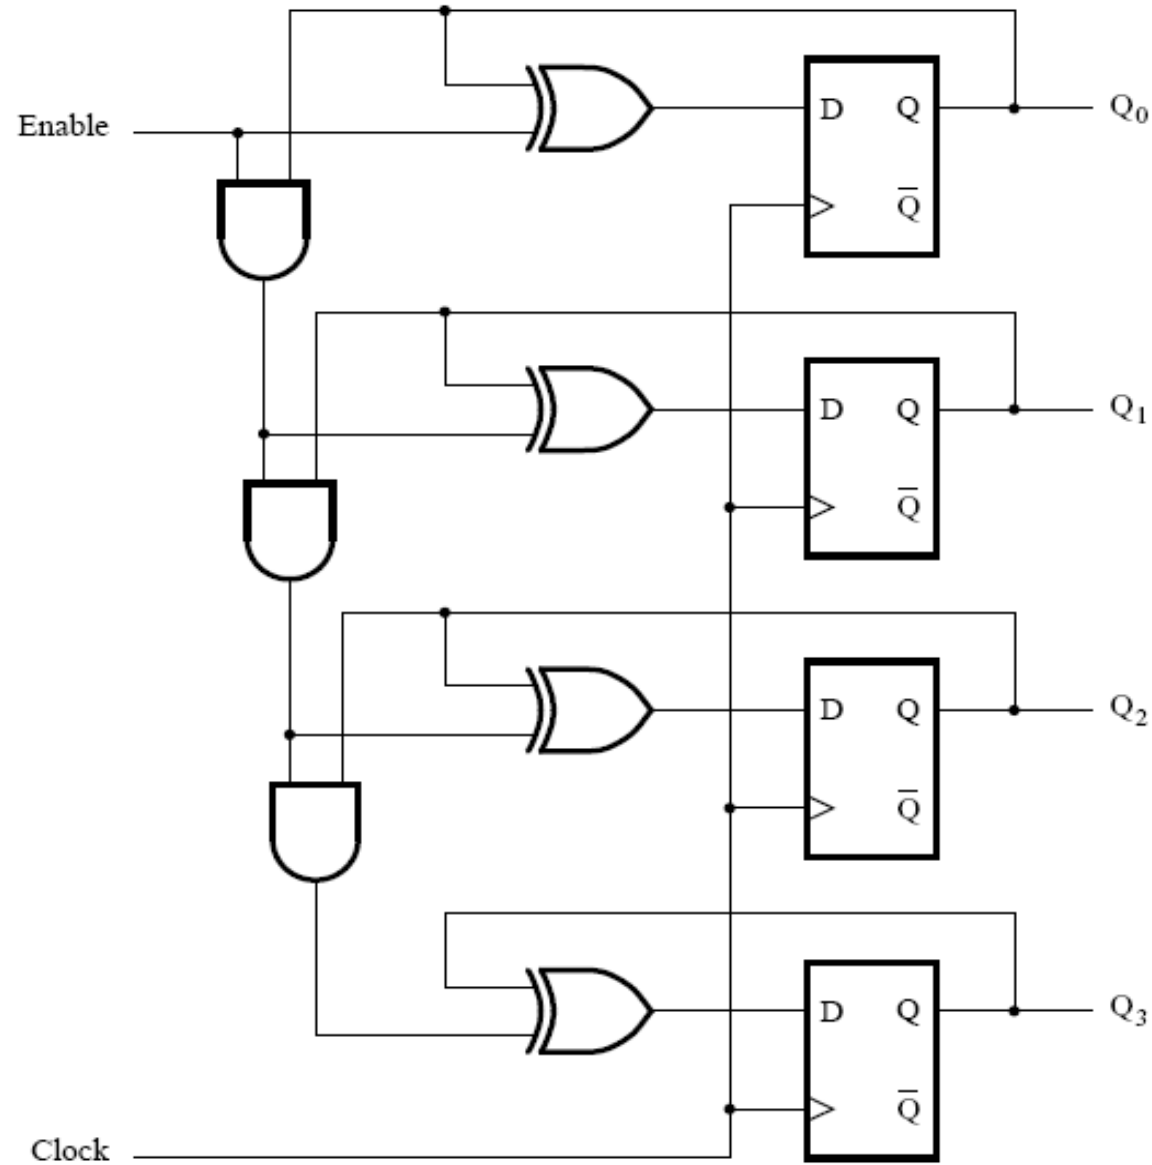 Enable
D Q Q0
Q̅
D Q Q1
Q̅
D Q Q2
Q̅
D Q Q3
Q̅
Clock